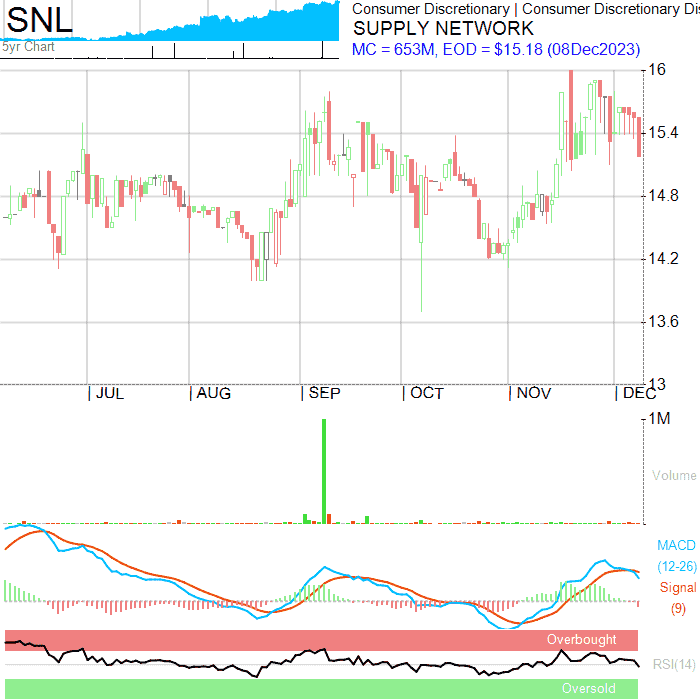 SNL
5yr Chart
Consumer Discretionary | Consumer Discretionary Dis
SUPPLY NETWORK
MC = 653M, EOD = $15.18 (08Dec2023)
16
15.4
14.8
14.2
13.6
13
JUL
AUG
SEP
OCT
NOV
DEC
1M
Volume
MACD
(12-26)
Signal
(9)
Overbought
RSI(14)
Oversold